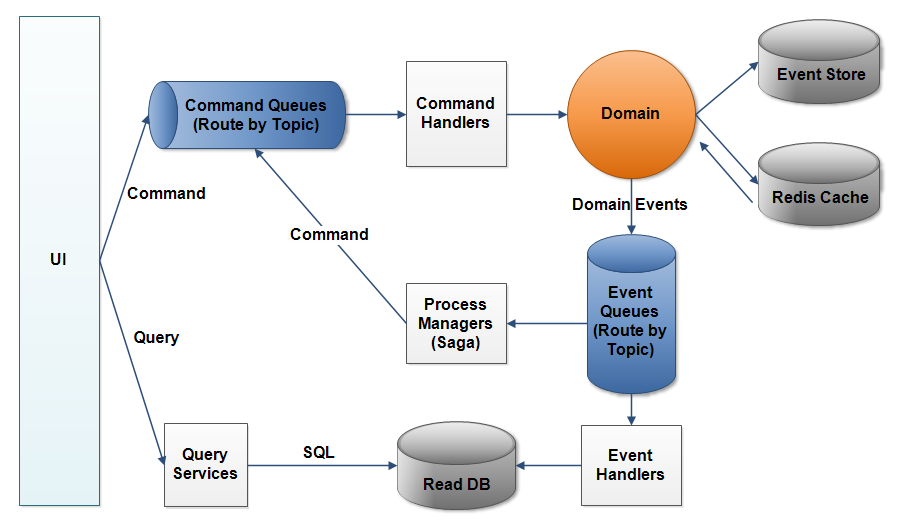 Event Store
Command Queues
(Route by Topic)
Command
Handlers
Domain
Redis Cache
Command
Domain Events
Command
UI
Event
Queues
(Route by
Topic)
Process
Managers
(Saga)
Query
Query
Services
SQL
Read DB
Event
Handlers